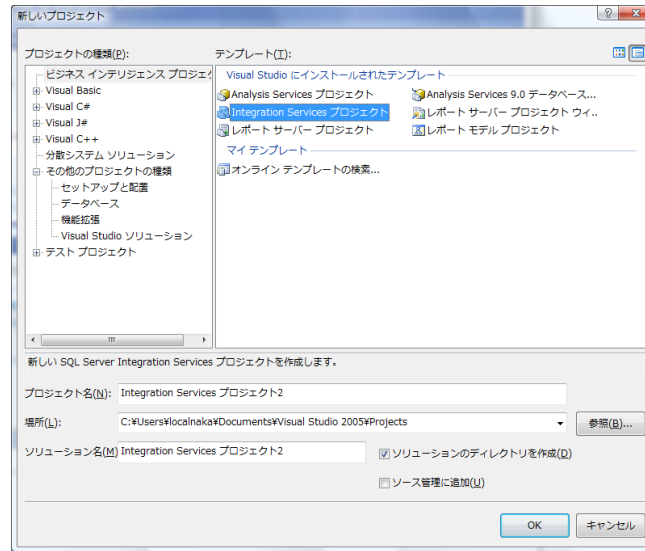 新しいプロジェクト
プロジェクトの種類(P):
テンプレート(T):
ビジネス インテリジェンス プロジェ
Visual Basic
Visual C#
Visual J#
Visual C++
分散システム ソリューション
その他のプロジェクトの種類
セットアップと配置
データベース
機能拡張
Visual Studio ソリューション
テスト プロジェクト
Visual Studio にインストールされたテンプレート
Analysis Services プロジェクト
Analysis Services 9.0 データベース...
Integration Services プロジェクト
レポート サーバー プロジェクト ウィ..
レポート サーバー プロジェクト
レポート モデル プロジェクト
マイ テンプレート
オンライン テンプレートの検索...
新しい SQL Server Integration Services プロジェクトを作成します。
プロジェクト名(N): Integration Services プロジェクト2
場所(L): C:¥Users¥localnaka¥Documents¥Visual Studio 2005¥Projects
参照(B)...
ソリューション名(M) Integration Services プロジェクト2
ソリューションのディレクトリを作成(D)
ソース管理に追加(U)
OK
キャンセル